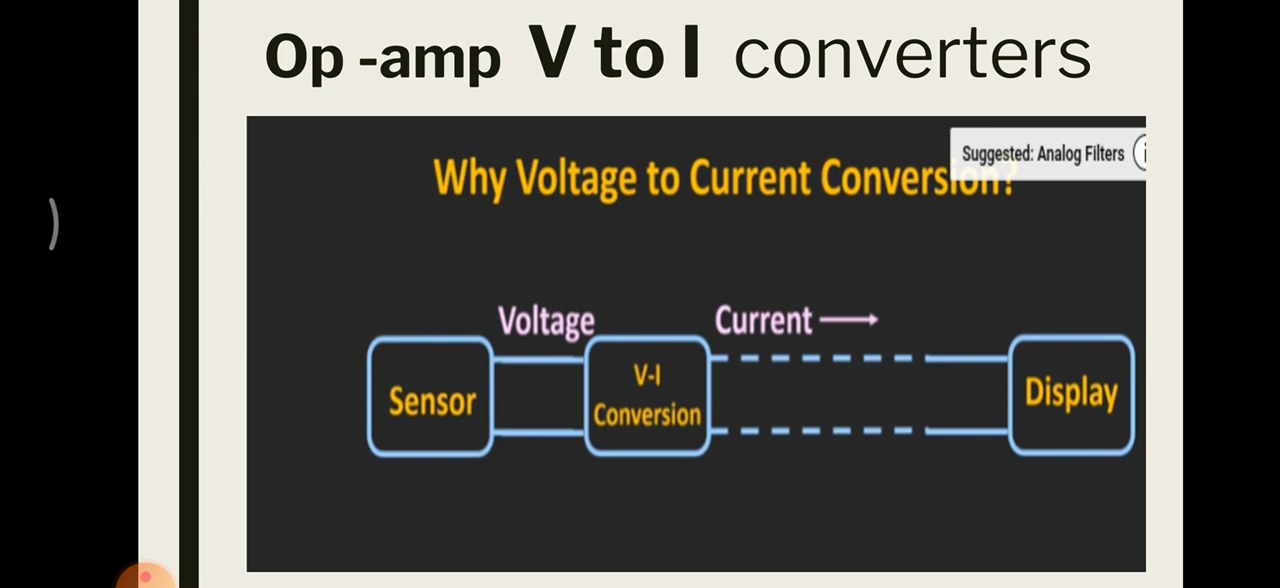 Op -amp V to I converters
Suggested: Analog Filters
Why Voltage to Current Conversion?
Voltage
Current
Sensor
V-I
Conversion
Display